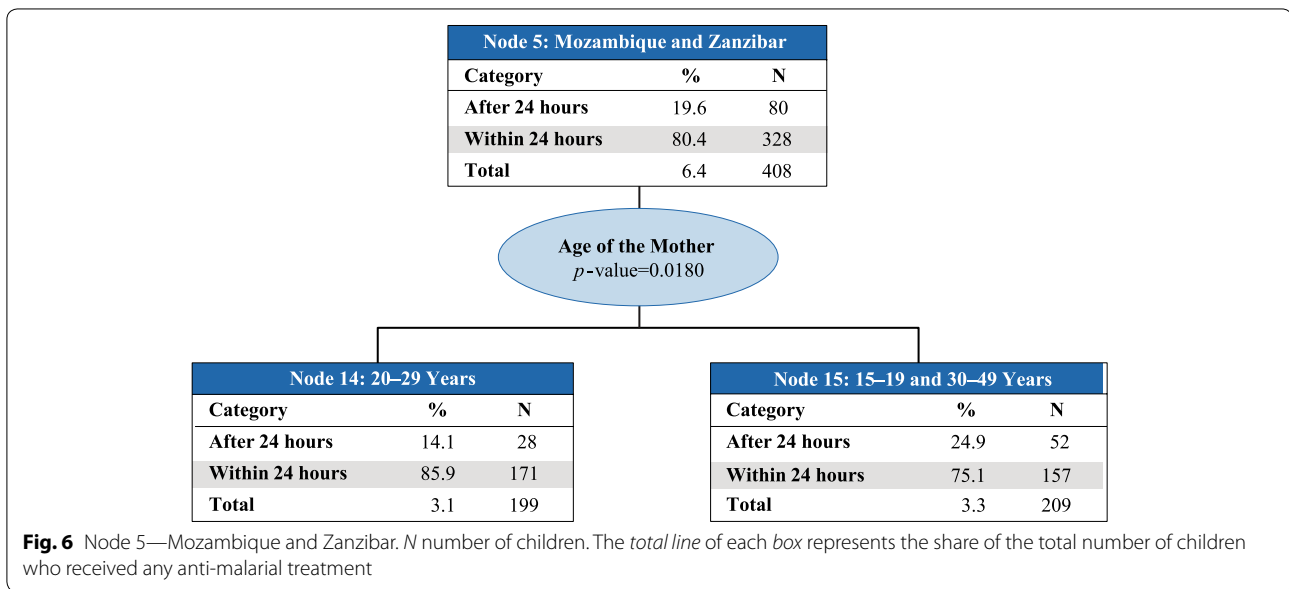 Node 5: Mozambique and Zanzibar
Category % N
After 24 hours 19.6 80
Within 24 hours 80.4 328
Total 6.4 408
Age of the Mother
p-value=0.0180
Node 14: 20–29 Years
Category % N
After 24 hours 14.1 28
Within 24 hours 85.9 171
Total 3.1 199
Node 15: 15–19 and 30–49 Years
Category % N
After 24 hours 24.9 52
Within 24 hours 75.1 157
Total 3.3 209
Fig. 6 Node 5—Mozambique and Zanzibar. N number of children. The total line of each box represents the share of the total number of children
who received any anti-malarial treatment